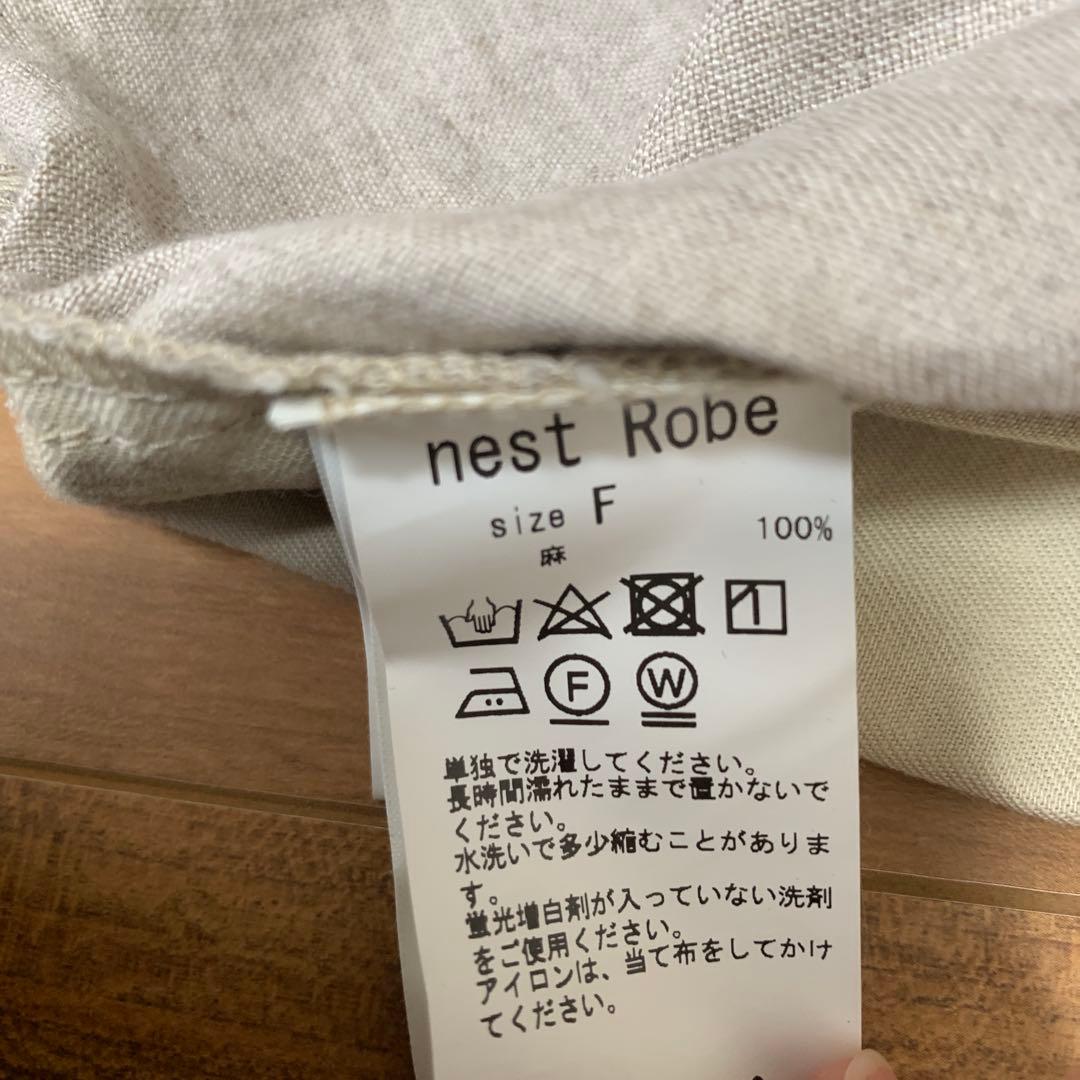 nest Robe
size F
麻 100%
F W
単独で洗濯してください。
長時間濡れたままで置かないで
ください。
水洗いで多少縮むことがありま
す。
蛍光増白剤が入っていない洗剤
をご使用ください。
アイロンは、当て布をしてかけ
てください。